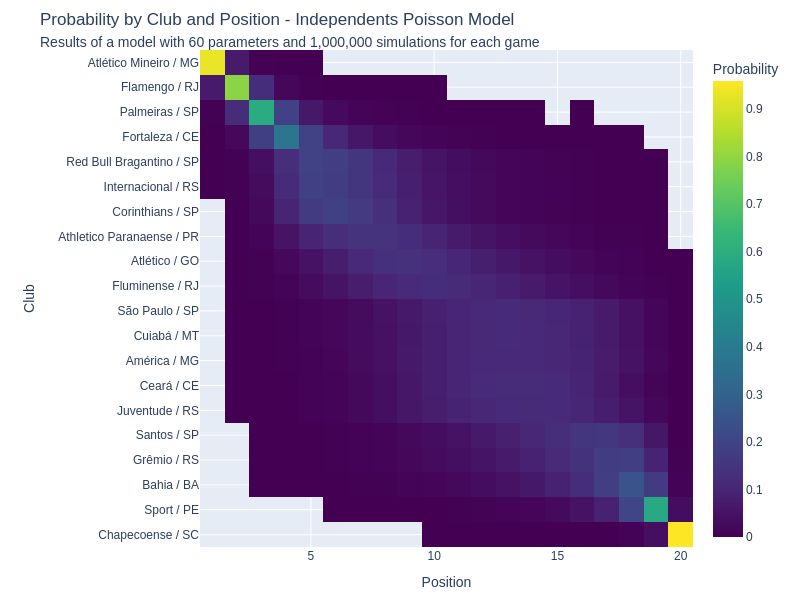 Probability by Club and Position - Independents Poisson Model
Results of a model with 60 parameters and 1,000,000 simulations for each game
Probability
Club
Atlético Mineiro / MG
Flamengo / RJ
Palmeiras / SP
Fortaleza / CE
Red Bull Bragantino / SP
Internacional / RS
Corinthians / SP
Athletico Paranaense / PR
Atlético / GO
Fluminense / RJ
São Paulo / SP
Cuiabá / MT
América / MG
Ceará / CE
Juventude / RS
Santos / SP
Grêmio / RS
Bahia / BA
Sport / PE
Chapecoense / SC
5
10
15
20
Position
0.9
0.8
0.7
0.6
0.5
0.4
0.3
0.2
0.1
0